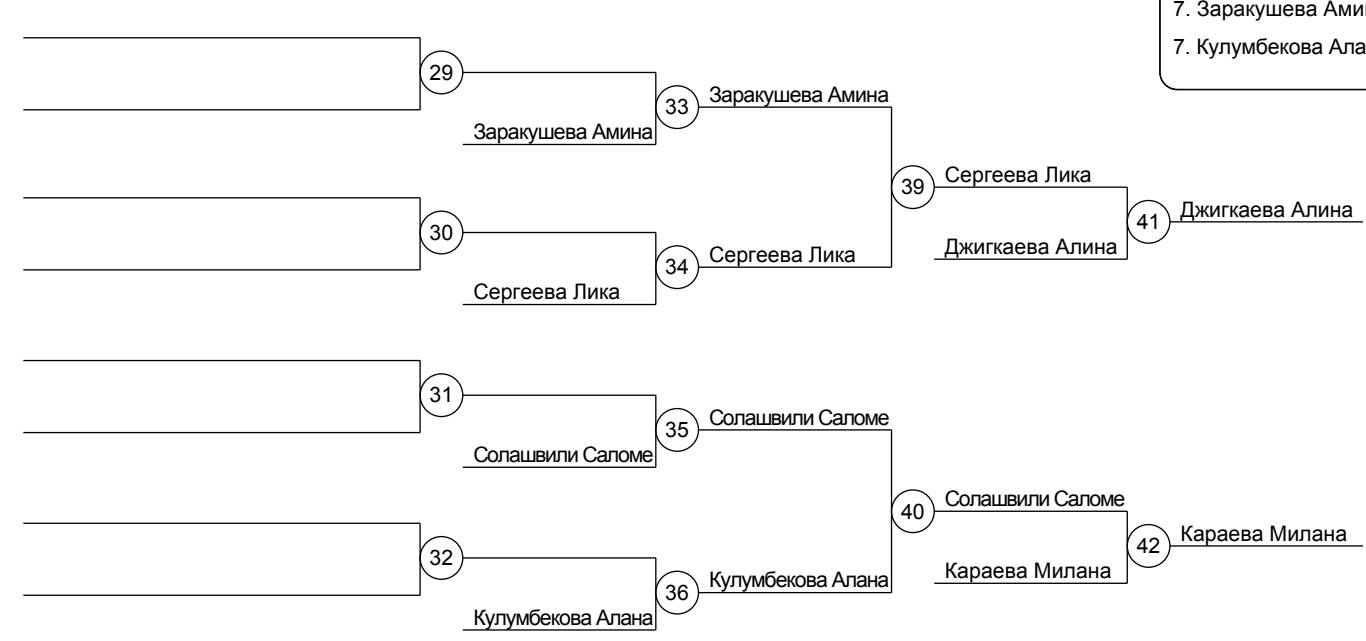 7. Заракушева
7. Кулумбекова
29
33
Заракушева Амина
Заракушева Амина
39
Сергеева Лика
41
Джигкаева Алина
Джигкаева Алина
30
34
Сергеева Лика
Сергеева Лика
31
35
Солашвили Саломе
Солашвили Саломе
40
Солашвили Саломе
42
Караева Милана
Караева Милана
32
36
Кулумбекова Алана
Кулумбекова Алана